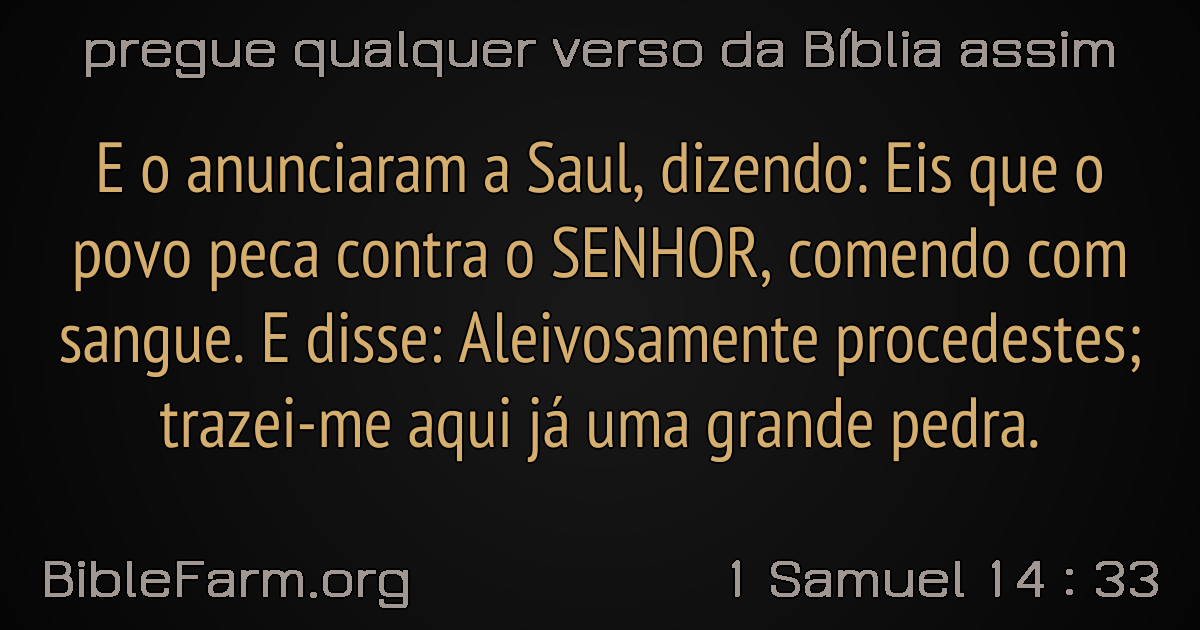 pregue qualquer verso da Bíblia assim
E o anunciaram a Saul, dizendo: Eis que o
povo peca contra o SENHOR, comendo com
sangue. E disse: Aleivosamente procedestes;
trazei-me aqui já uma grande pedra.
BibleFarm.org
1 Samuel 14 : 33